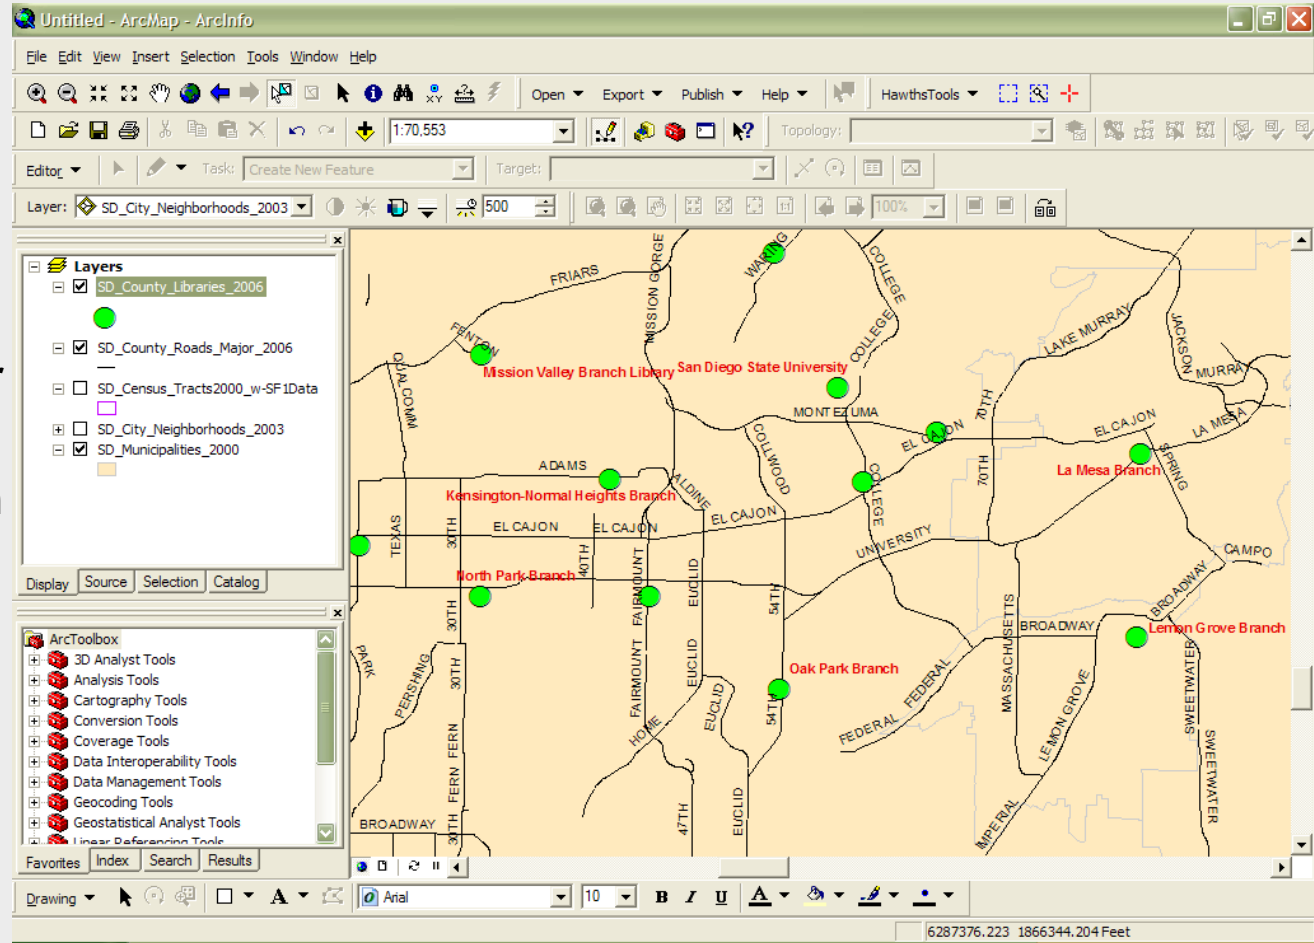 Untitled - ArcMap - ArcInfo
File Edit View Insert Selection Tools Window Help
Open Export Publish Help HawthsTools
1:70,553 Topology:
Editor Task: Create New Feature Target:
Layer: SD_City_Neighborhoods_2003 500 100%
Layers
SD_County_Libraries_2006
SD_County_Roads_Major_2006
SD_Census_Tracts2000_w-SF1Data
SD_City_Neighborhoods_2003
SD_Municipalities_2000
Display Source Selection Catalog
ArcToolbox
3D Analyst Tools
Analysis Tools
Cartography Tools
Conversion Tools
Coverage Tools
Data Interoperability Tools
Data Management Tools
Geocoding Tools
Geostatistical Analyst Tools
Linear Referencing Tools
Favorites Index Search Results
WARING
FRIARS
MISSION GORGE
COLLEGE
COLLEGE
LAKE MURRAY
JACKSON
FENTON
QUALCOMM
Mission Valley Branch Library
San Diego State University
MURRAY
MONTEZUMA
70TH
EL CAJON
EL CAJON
LA MESA
COLLWOOD
ADAMS
ALDINE
70TH
La Mesa Branch
SPRING
Kensington-Normal Heights Branch
COLLEGE
TEXAS
30TH
EL CAJON
EL CAJON
EL CAJON
UNIVERSITY
CAMPO
40TH
North Park Branch
FAIRMOUNT
EUCLID
54TH
BROADWAY
30TH
MASSACHUSETTS
BROADWAY
Lemon Grove Branch
PARK
PERSHING
30TH
FAIRMOUNT
EUCLID
Oak Park Branch
FEDERAL
FEDERAL
LEMON GROVE
SWEETWATER
EUCLID
54TH
HOME
SWEETWATER
FERN
FERN
30TH
BROADWAY
47TH
EUCLID
IMPERIAL
Drawing A Arial 10 B I U A
6287376.223 1866344.204 Feet